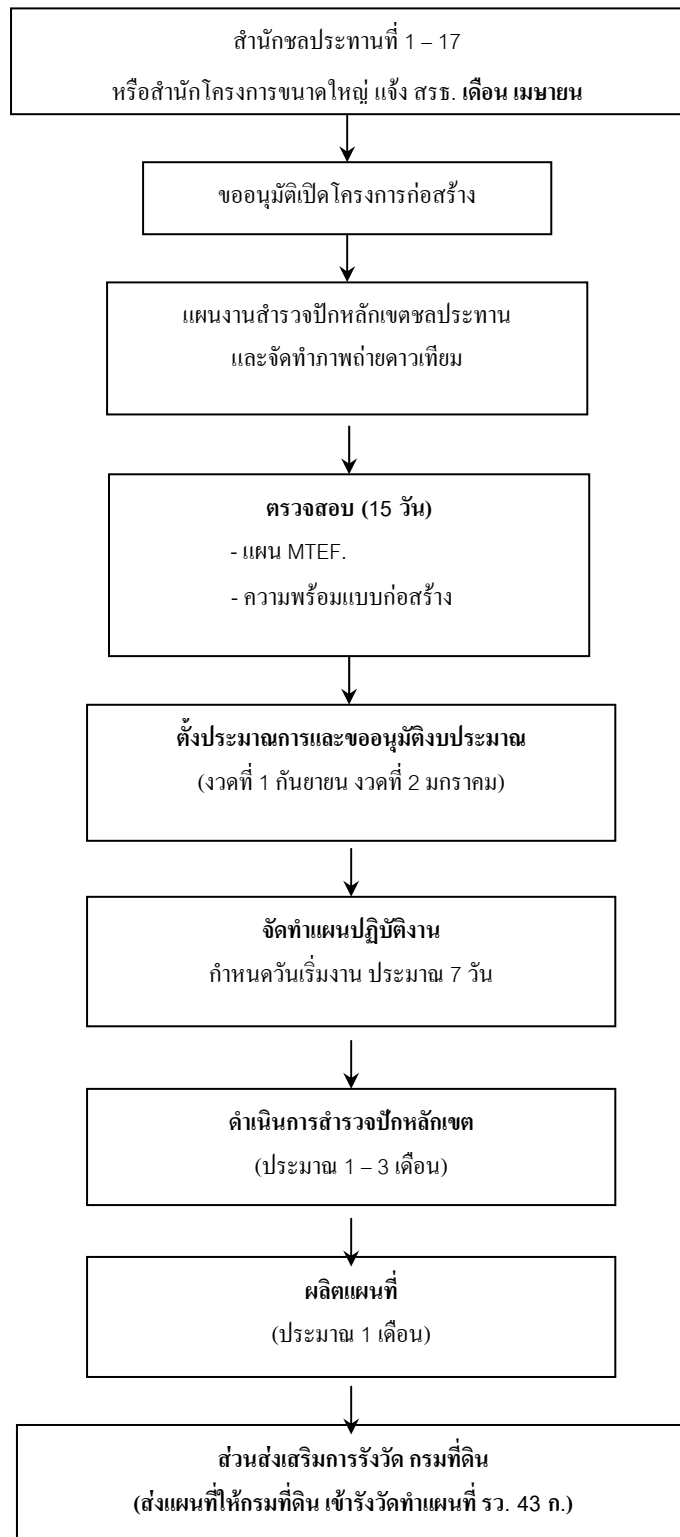 สำนักชลประทานที่ 1 – 17
หรือสำนักโครงการขนาดใหญ่ แจ้ง สรธ. เดือน เมษายน
ขออนุมัติเปิดโครงการก่อสร้าง
แผนงานสำรวจปักหลักเขตชลประทาน
และจัดทำภาพถ่ายดาวเทียม
ตรวจสอบ (15 วัน)
- แผน MTEF.
- ความพร้อมแบบก่อสร้าง
ตั้งประมาณการและขออนุมัติงบประมาณ
(งวดที่ 1 กันยายน งวดที่ 2 มกราคม)
จัดทำแผนปฏิบัติงาน
กำหนดวันเริ่มงาน ประมาณ 7 วัน
ดำเนินการสำรวจปักหลักเขต
(ประมาณ 1 – 3 เดือน)
ผลิตแผนที่
(ประมาณ 1 เดือน)
ส่วนส่งเสริมการรังวัด กรมที่ดิน
(ส่งแผนที่ให้กรมที่ดิน เข้ารังวัดทำแผนที่ รว. 43 ก.)